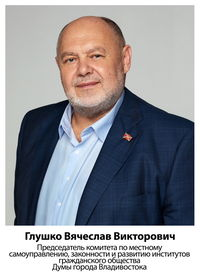 Глушко Вячеслав Викторович
Председатель комитета по местному
самоуправлению, законности и развитию институтов
гражданского общества
Думы города Владивостока